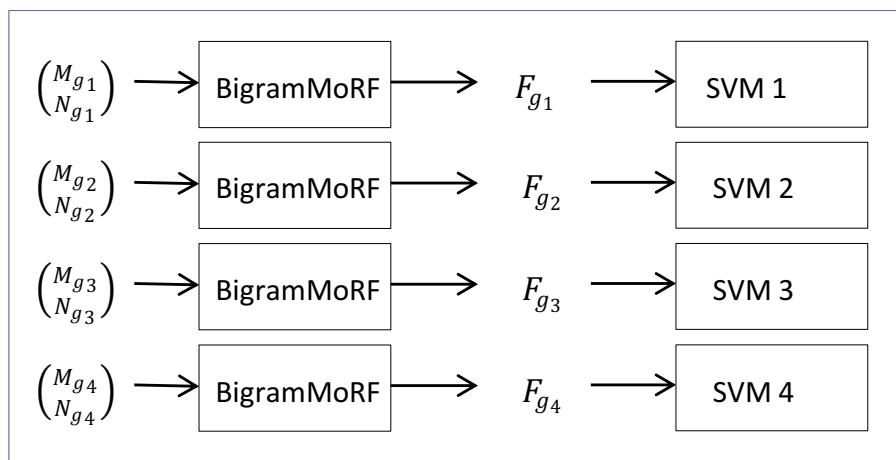 (M_{g_1} N_{g_1}) BigramMoRF F_{g_1} SVM 1
(M_{g_2} N_{g_2}) BigramMoRF F_{g_2} SVM 2
(M_{g_3} N_{g_3}) BigramMoRF F_{g_3} SVM 3
(M_{g_4} N_{g_4}) BigramMoRF F_{g_4} SVM 4